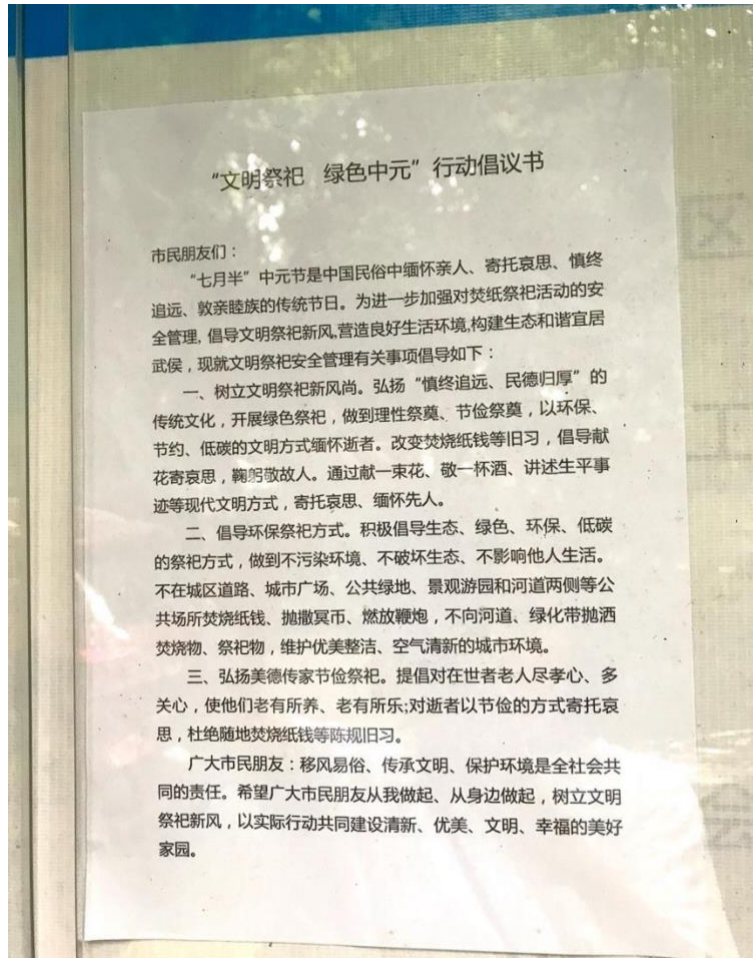 “文明祭祀 绿色中元”行动倡议书
市民朋友们：
“七月半”中元节是中国民俗中缅怀亲人、寄托哀思、慎终
追远、敦亲睦族的传统节日。为进一步加强对焚纸祭祀活动的安
全管理,倡导文明祭祀新风,营造良好生活环境,构建生态和谐宜居
武侯，现就文明祭祀安全管理有关事项倡导如下：
一、树立文明祭祀新风尚。弘扬“慎终追远、民德归厚”的
传统文化，开展绿色祭祀，做到理性祭奠、节俭祭奠，以环保、
节约、低碳的文明方式缅怀逝者。改变焚烧纸钱等旧习，倡导献
花寄哀思，鞠躬敬故人。通过献一束花、敬一杯酒、讲述生平事
迹等现代文明方式，寄托哀思、缅怀先人。
二、倡导环保祭祀方式。积极倡导生态、绿色、环保、低碳
的祭祀方式，做到不污染环境、不破坏生态、不影响他人生活。
不在城区道路、城市广场、公共绿地、景观游园和河道两侧等公
共场所焚烧纸钱、抛撒冥币、燃放鞭炮，不向河道、绿化带抛洒
焚烧物、祭祀物，维护优美整洁、空气清新的城市环境。
三、弘扬美德传家节俭祭祀。提倡对在世者老人尽孝心、多
关心，使他们老有所养、老有所乐;对逝者以节俭的方式寄托哀
思，杜绝随地焚烧纸钱等陈规旧习。
广大市民朋友：移风易俗、传承文明、保护环境是全社会共
同的责任。希望广大市民朋友从我做起、从身边做起，树立文明
祭祀新风，以实际行动共同建设清新、优美、文明、幸福的美好
家园。